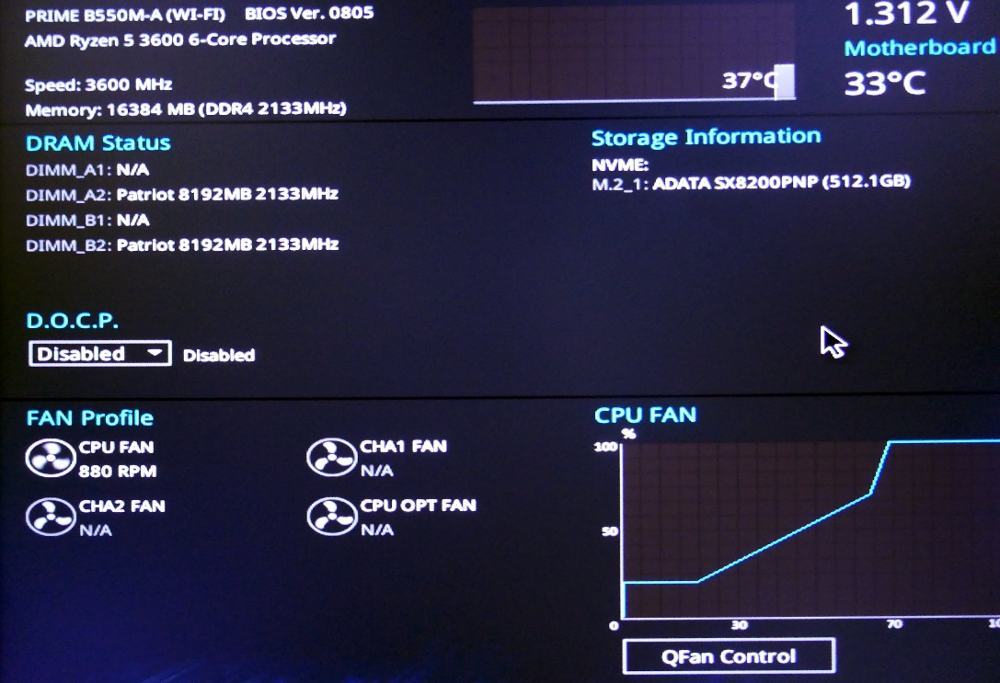 PRIME B550M-A (WI-FI) BIOS Ver. 0805
AMD Ryzen 5 3600 6-Core Processor
Speed: 3600 MHz
Memory: 16384 MB (DDR4 2133MHz)
37°C
1.312 V
Motherboard
33°C
DRAM Status
DIMM_A1: N/A
DIMM_A2: Patriot 8192MB 2133MHz
DIMM_B1: N/A
DIMM_B2: Patriot 8192MB 2133MHz
Storage Information
NVME:
M.2_1: ADATA SX8200PNP (512.1GB)
D.O.C.P.
Disabled Disabled
FAN Profile
CPU FAN
880 RPM
CHA1 FAN
N/A
CHA2 FAN
N/A
CPU OPT FAN
N/A
CPU FAN
%
100
50
0 30 70
QFan Control